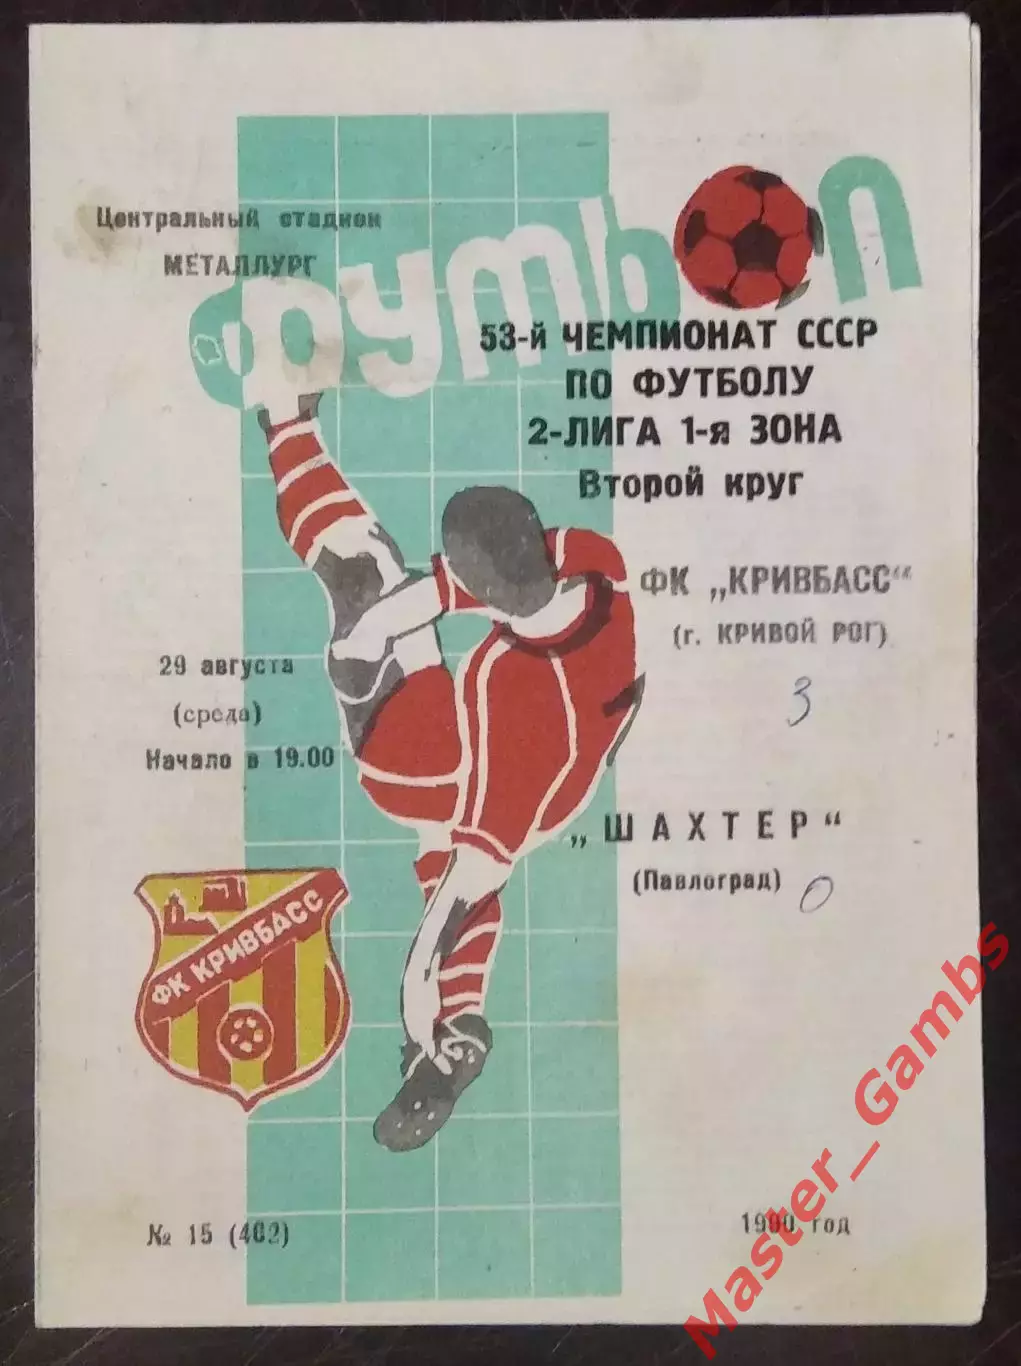 Центральный стадион
МЕТАЛЛУРГ
ФУТЬОЛ
53-й ЧЕМПИОНАТ СССР
ПО ФУТБОЛУ
2-ЛИГА 1-я ЗОНА
Второй круг
ФК „КРИВБАСС“
(г. КРИВОЙ РОГ)
3
29 августа
(среда)
Начало в 19.00
„ШАХТЕР“
(Павлоград)
0
ФК КРИВБАСС
№ 15 (462)
1990 год
Master_Gambs